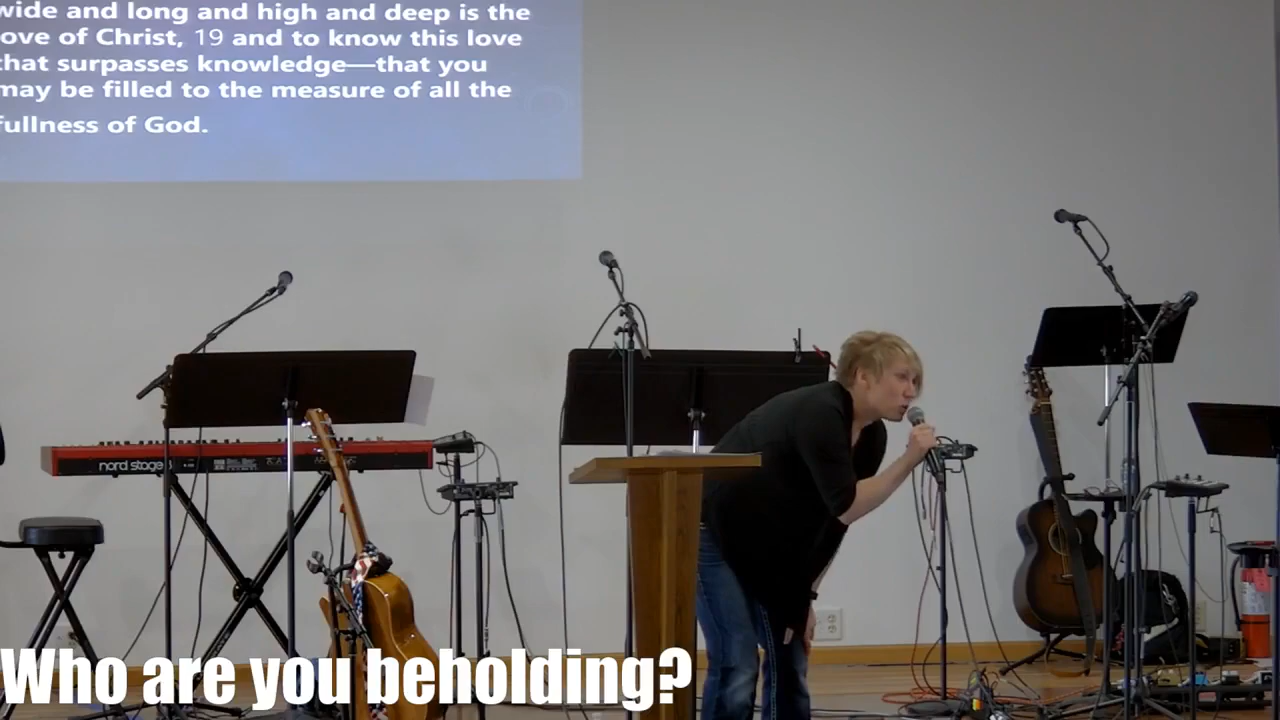 wide and long and high and deep is the
love of Christ, 19 and to know this love
that surpasses knowledge—that you
may be filled to the measure of all the
fullness of God.
nord stage 3
Who are you beholding?